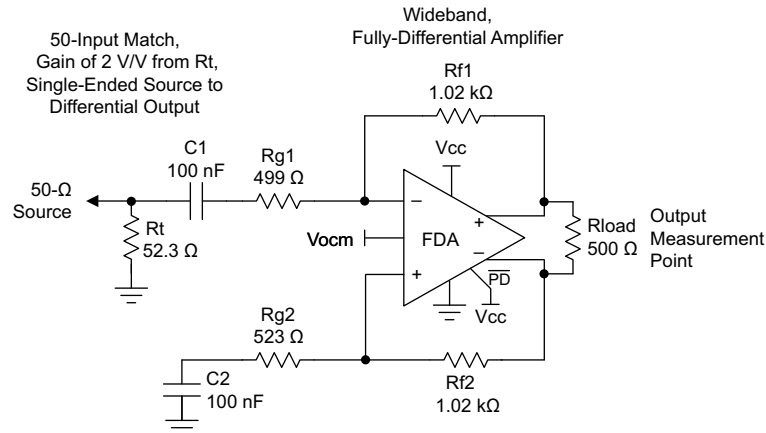 Wideband,
Fully-Differential Amplifier
50-Input Match,
Gain of 2 V/V from Rt,
Single-Ended Source to
Differential Output
Rf1
1.02 kΩ
C1
100 nF
Rg1
499 Ω
Vcc
50-Ω
Source
Rt
52.3 Ω
Vocm
−
+
FDA
+
−
PD
Vcc
Rload
500 Ω
Output
Measurement
Point
Rg2
523 Ω
C2
100 nF
Rf2
1.02 kΩ